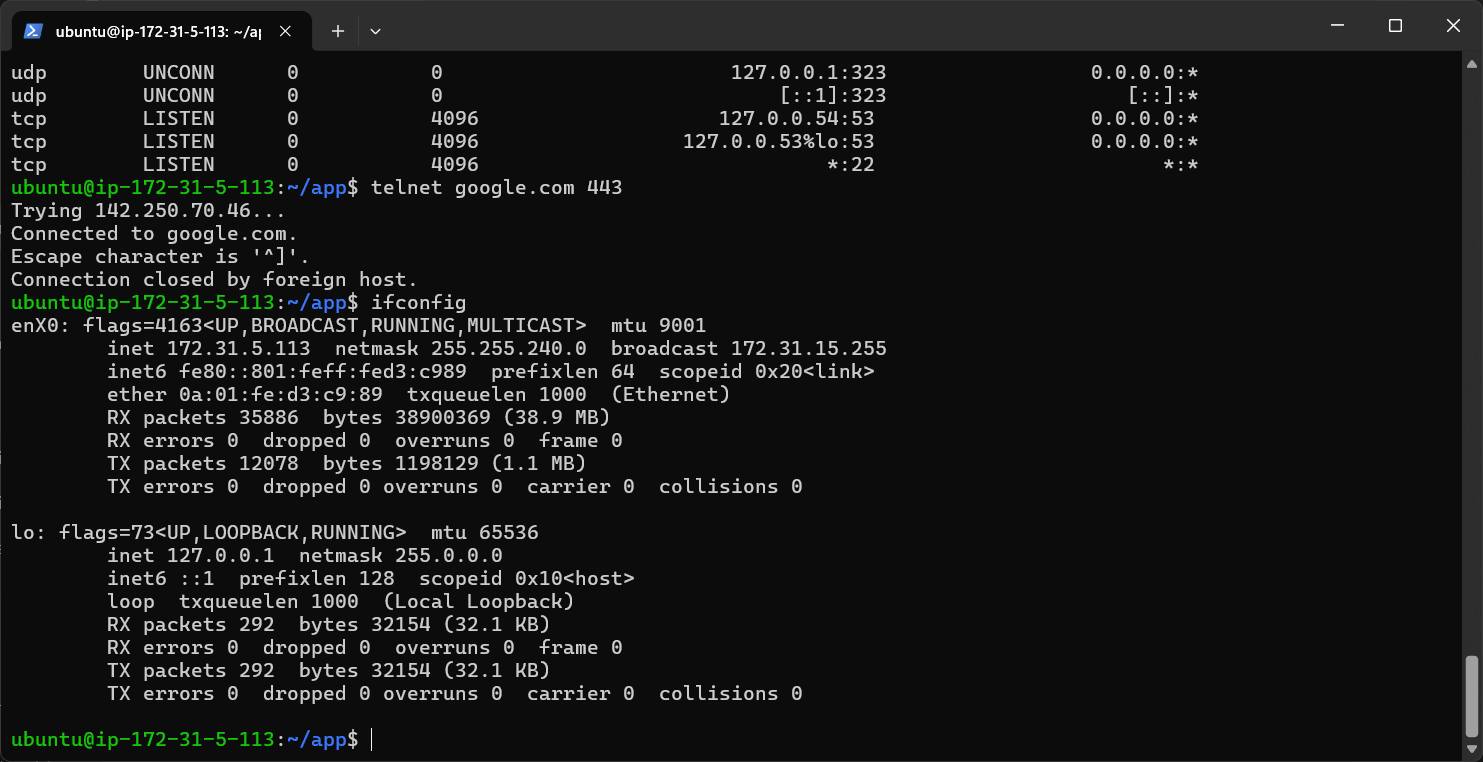 ubuntu@ip-172-31-5-113: ~/ap
udp        UNCONN      0           0                        127.0.0.1:323                 0.0.0.0:*
udp        UNCONN      0           0                            [::1]:323                    [::]:*
tcp        LISTEN      0           4096                    127.0.0.54:53                  0.0.0.0:*
tcp        LISTEN      0           4096                 127.0.0.53%lo:53                  0.0.0.0:*
tcp        LISTEN      0           4096                             *:22                        *:*
ubuntu@ip-172-31-5-113:~/app$ telnet google.com 443
Trying 142.250.70.46...
Connected to google.com.
Escape character is '^]'.
Connection closed by foreign host.
ubuntu@ip-172-31-5-113:~/app$ ifconfig
enX0: flags=4163<UP,BROADCAST,RUNNING,MULTICAST>  mtu 9001
        inet 172.31.5.113  netmask 255.255.240.0  broadcast 172.31.15.255
        inet6 fe80::801:feff:fed3:c989  prefixlen 64  scopeid 0x20<link>
        ether 0a:01:fe:d3:c9:89  txqueuelen 1000  (Ethernet)
        RX packets 35886  bytes 38900369 (38.9 MB)
        RX errors 0  dropped 0  overruns 0  frame 0
        TX packets 12078  bytes 1198129 (1.1 MB)
        TX errors 0  dropped 0 overruns 0  carrier 0  collisions 0

lo: flags=73<UP,LOOPBACK,RUNNING>  mtu 65536
        inet 127.0.0.1  netmask 255.0.0.0
        inet6 ::1  prefixlen 128  scopeid 0x10<host>
        loop  txqueuelen 1000  (Local Loopback)
        RX packets 292  bytes 32154 (32.1 KB)
        RX errors 0  dropped 0  overruns 0  frame 0
        TX packets 292  bytes 32154 (32.1 KB)
        TX errors 0  dropped 0 overruns 0  carrier 0  collisions 0

ubuntu@ip-172-31-5-113:~/app$